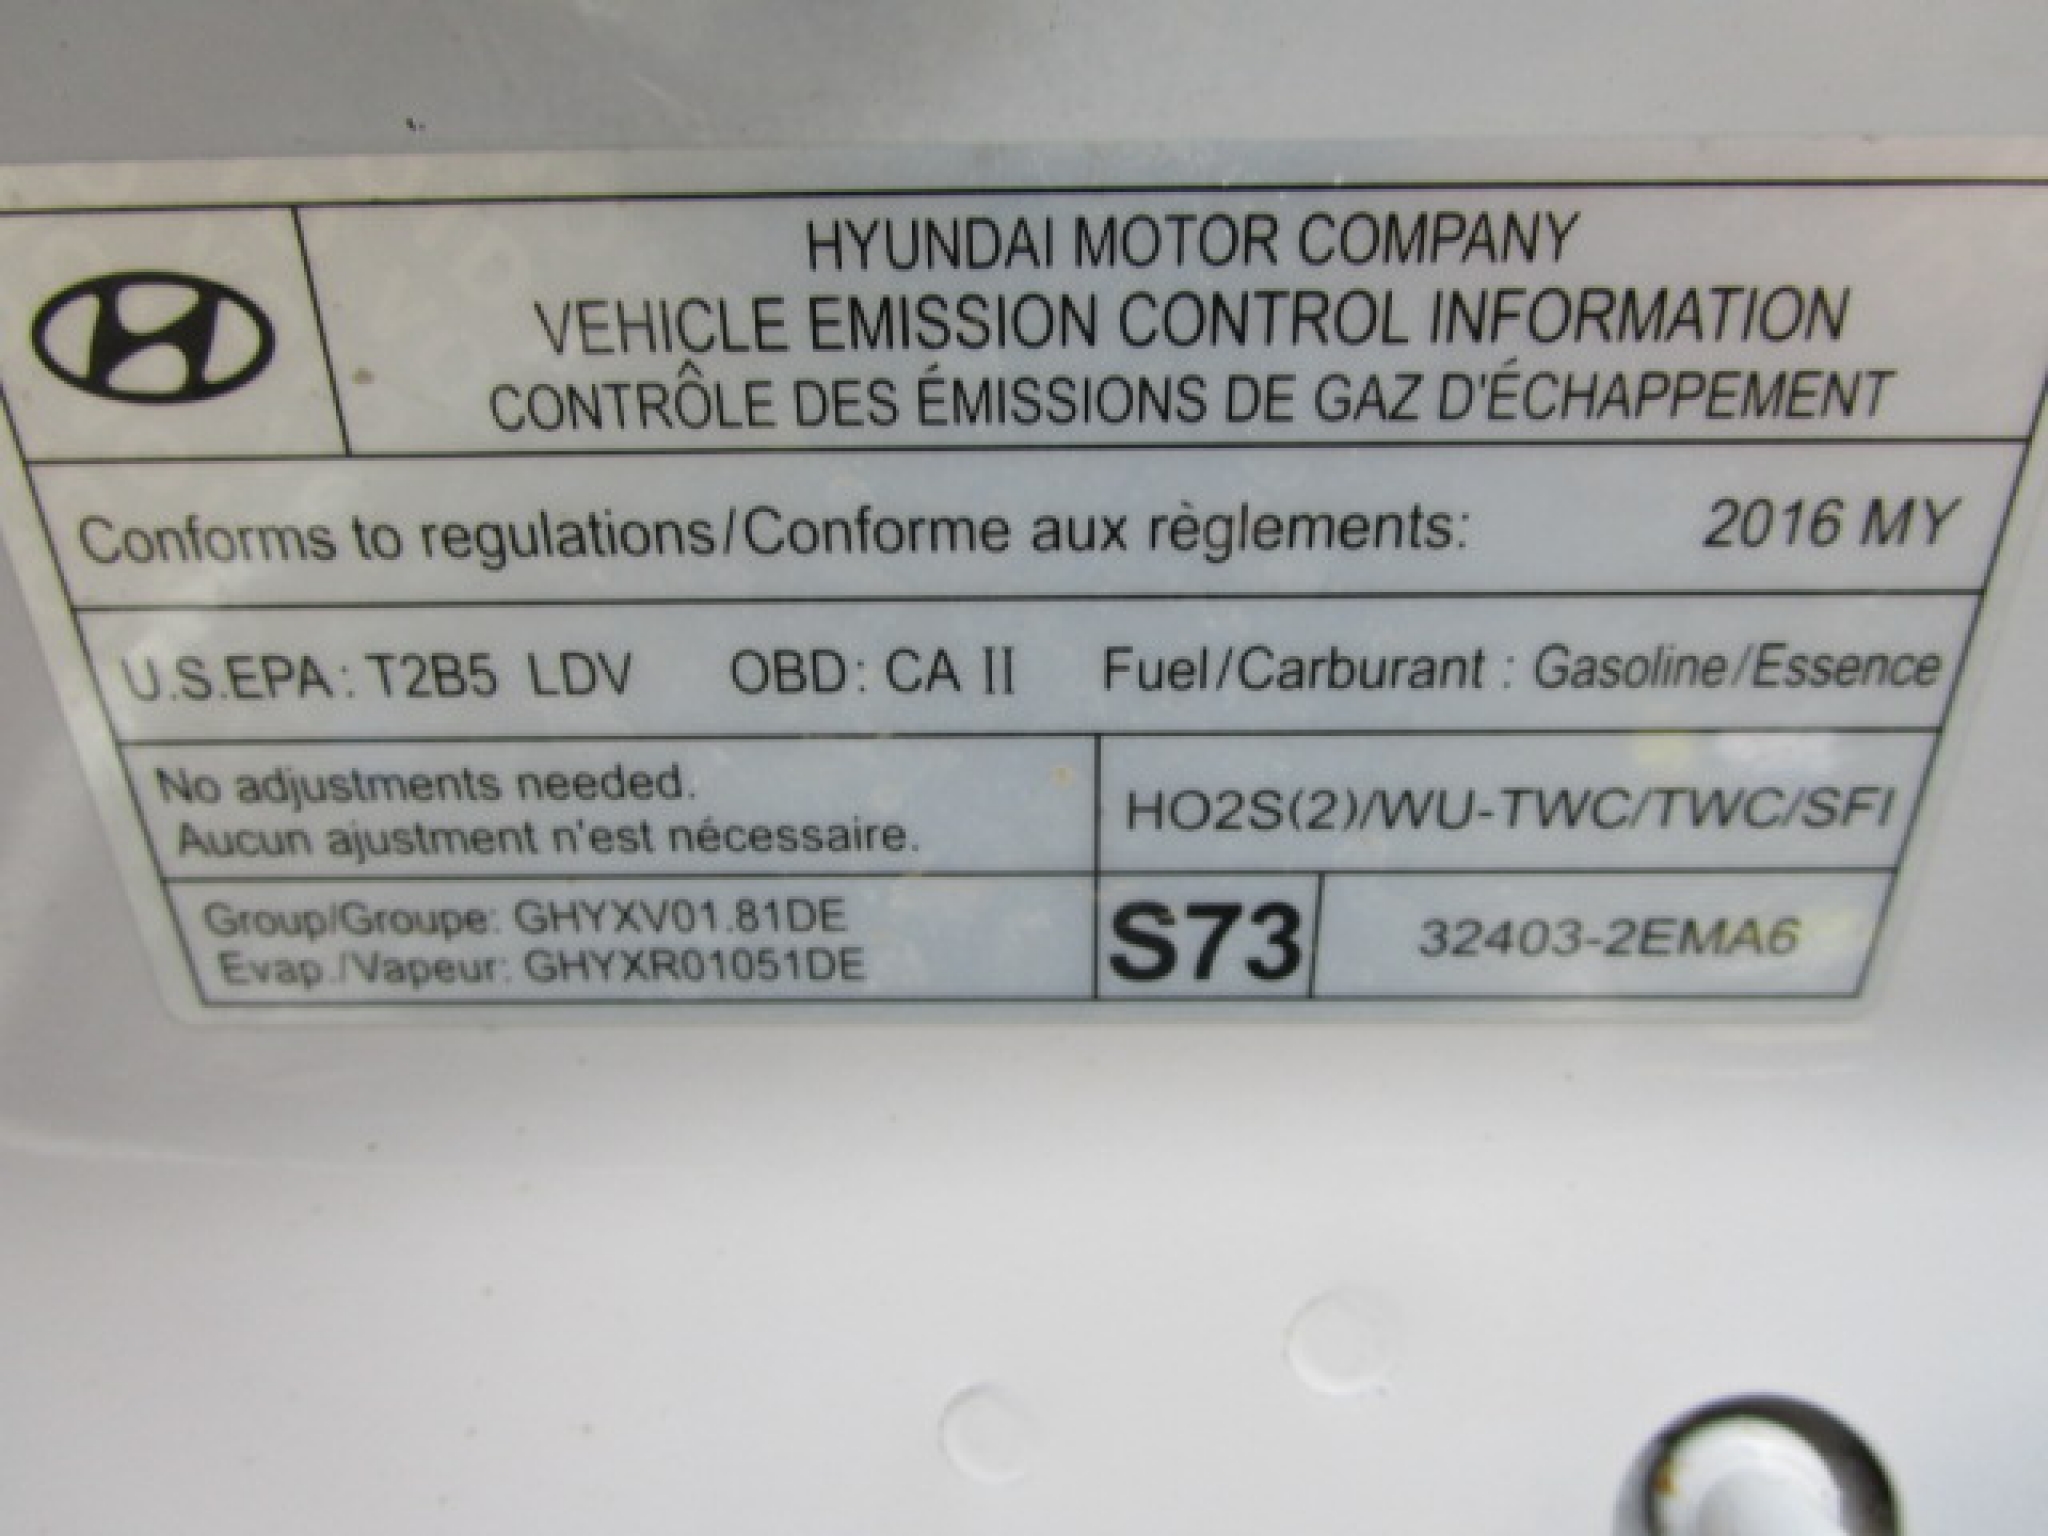 HYUNDAI MOTOR COMPANY
VEHICLE EMISSION CONTROL INFORMATION
CONTRÔLE DES ÉMISSIONS DE GAZ D'ÉCHAPPEMENT
Conforms to regulations/Conforme aux règlements: 2016 MY
U.S.EPA: T2B5 LDV OBD: CA II Fuel/Carburant : Gasoline/Essence
No adjustments needed.
Aucun ajustment n'est nécessaire.
HO2S(2)/WU-TWC/TWC/SFI
Group/Groupe: GHYXV01.81DE
Evap./Vapeur: GHYXR01051DE
S73
32403-2EMA6